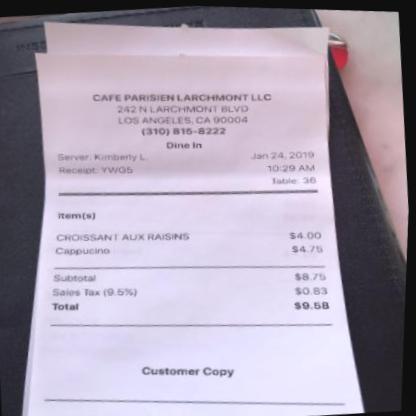 CAFE PARISIEN LARCHMONT LLC
242 N LARCHMONT BLVD
LOS ANGELES, CA 90004
(310) 815-8222
Dine In
Server: Kimberly L. Jan 24, 2019
Receipt: YWG5 10:29 AM
Table: 36
Item(s)
CROISSANT AUX RAISINS $4.00
Cappucino $4.75
Subtotal $8.75
Sales Tax (9.5%) $0.83
Total $9.58
Customer Copy